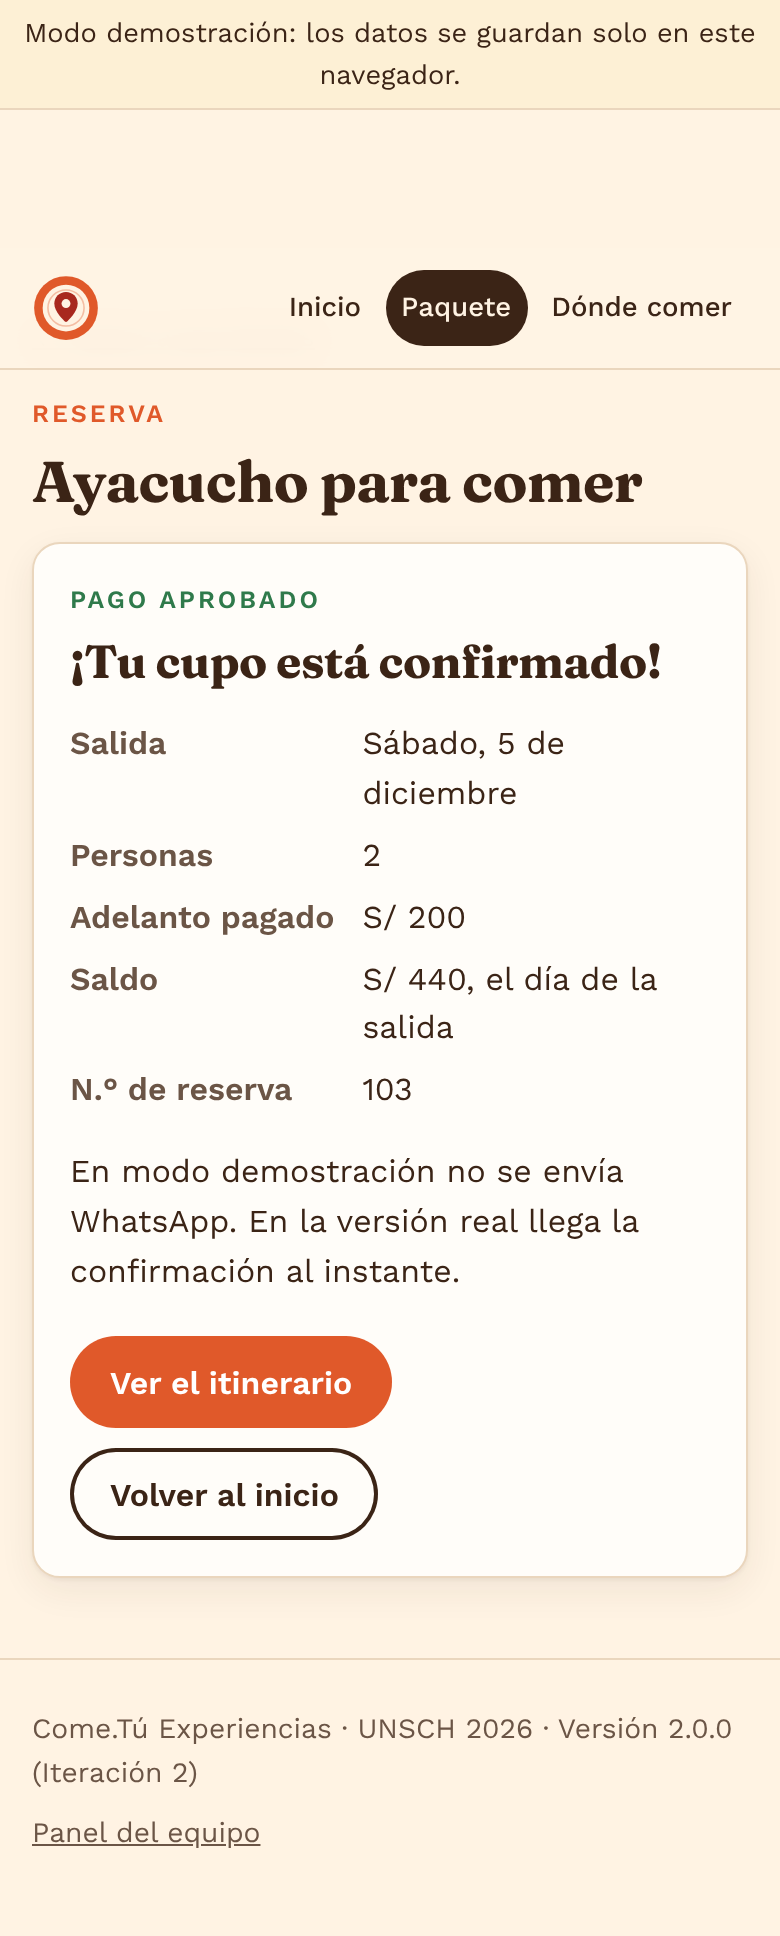 Modo demostración: los datos se guardan solo en este
navegador.
Inicio Paquete Dónde comer
RESERVA
Ayacucho para comer
PAGO APROBADO
¡Tu cupo está confirmado!
Salida Sábado, 5 de
diciembre
Personas 2
Adelanto pagado S/ 200
Saldo S/ 440, el día de la
salida
N.º de reserva 103
En modo demostración no se envía
WhatsApp. En la versión real llega la
confirmación al instante.
Ver el itinerario
Volver al inicio
Come.Tú Experiencias · UNSCH 2026 · Versión 2.0.0
(Iteración 2)
Panel del equipo